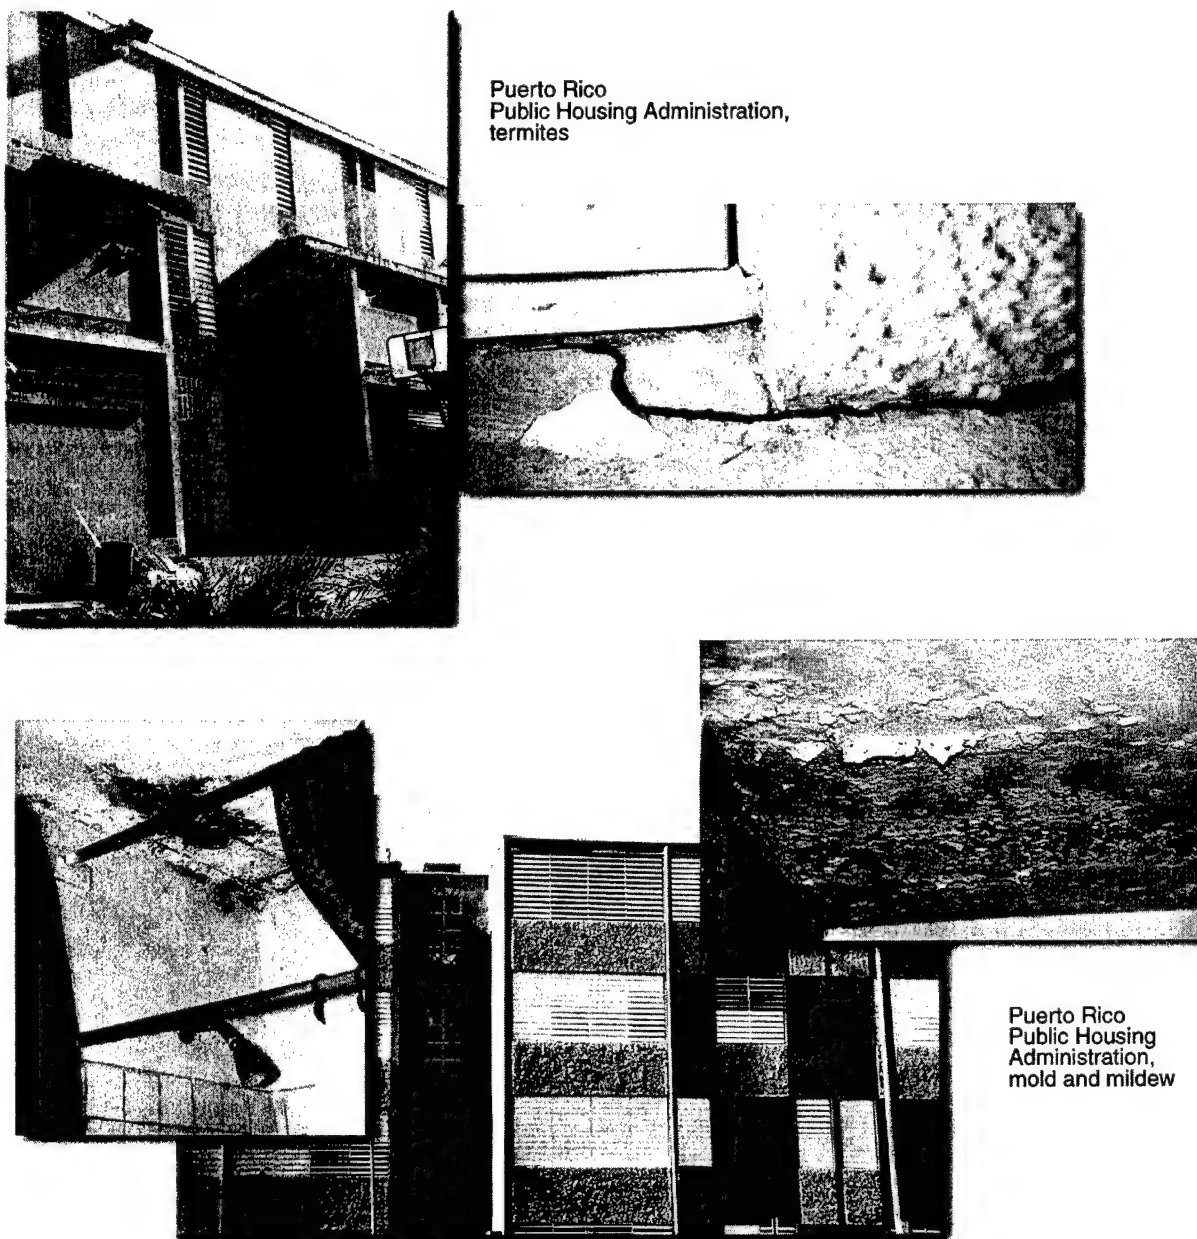 Puerto Rico
Public Housing Administration,
termites
Puerto Rico
Public Housing
Administration,
mold and mildew